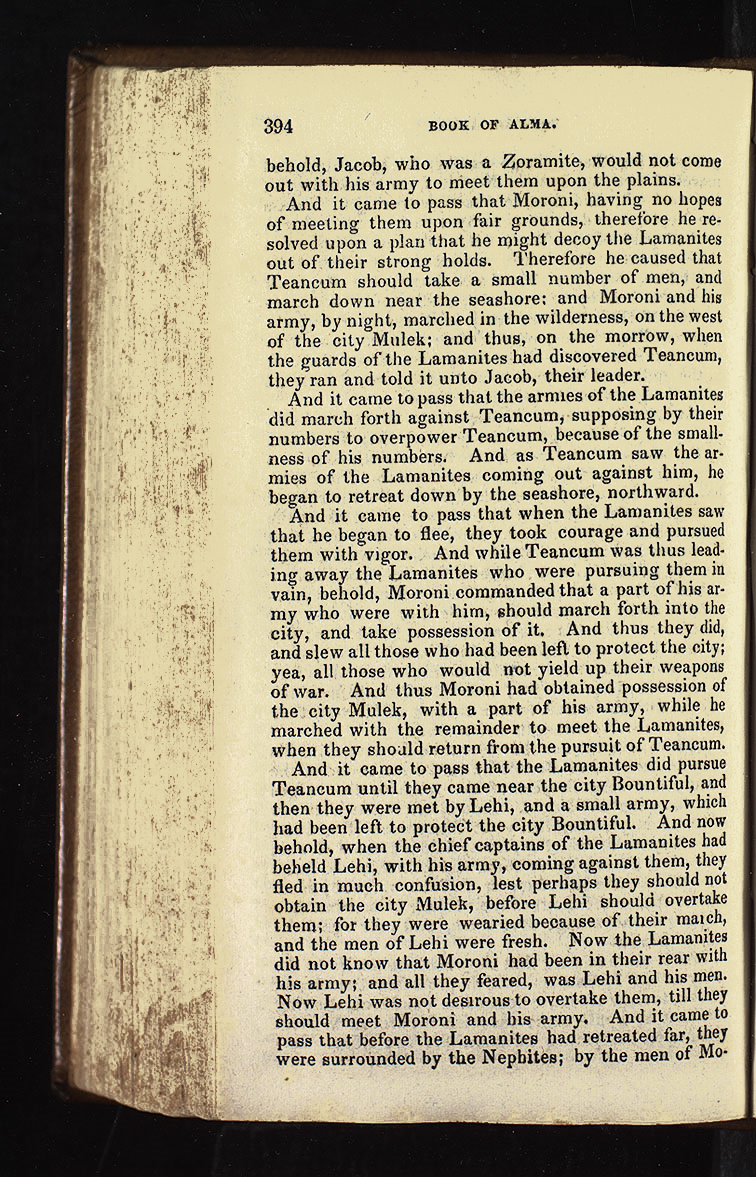 394 BOOK OF ALMA.
behold, Jacob, who was a Zoramite, would not come
out with his army to meet them upon the plains.
And it came to pass that Moroni, having no hopes
of meeting them upon fair grounds, therefore he re-
solved upon a plan that he might decoy the Lamanites
out of their strong holds. Therefore he caused that
Teancum should take a small number of men, and
march down near the seashore: and Moroni and his
army, by night, marched in the wilderness, on the west
of the city Mulek; and thus, on the morrow, when
the guards of the Lamanites had discovered Teancum,
they ran and told it unto Jacob, their leader.
And it came to pass that the armies of the Lamanites
did march forth against Teancum, supposing by their
numbers to overpower Teancum, because of the small-
ness of his numbers. And as Teancum saw the ar-
mies of the Lamanites coming out against him, he
began to retreat down by the seashore, northward.
And it came to pass that when the Lamanites saw
that he began to flee, they took courage and pursued
them with vigor. And while Teancum was thus lead-
ing away the Lamanites who were pursuing them in
vain, behold, Moroni commanded that a part of his ar-
my who were with him, should march forth into the
city, and take possession of it. And thus they did,
and slew all those who had been left to protect the city;
yea, all those who would not yield up their weapons
of war. And thus Moroni had obtained possession of
the city Mulek, with a part of his army, while he
marched with the remainder to meet the Lamanites,
when they should return from the pursuit of Teancum.
And it came to pass that the Lamanites did pursue
Teancum until they came near the city Bountiful, and
then they were met by Lehi, and a small army, which
had been left to protect the city Bountiful. And now
behold, when the chief captains of the Lamanites had
beheld Lehi, with his army, coming against them, they
fled in much confusion, lest perhaps they should not
obtain the city Mulek, before Lehi should overtake
them; for they were wearied because of their march,
and the men of Lehi were fresh. Now the Lamanites
did not know that Moroni had been in their rear with
his army; and all they feared, was Lehi and his men.
Now Lehi was not desirous to overtake them, till they
should meet Moroni and his army. And it came to
pass that before the Lamanites had retreated far, they
were surrounded by the Nephites; by the men of Mo-